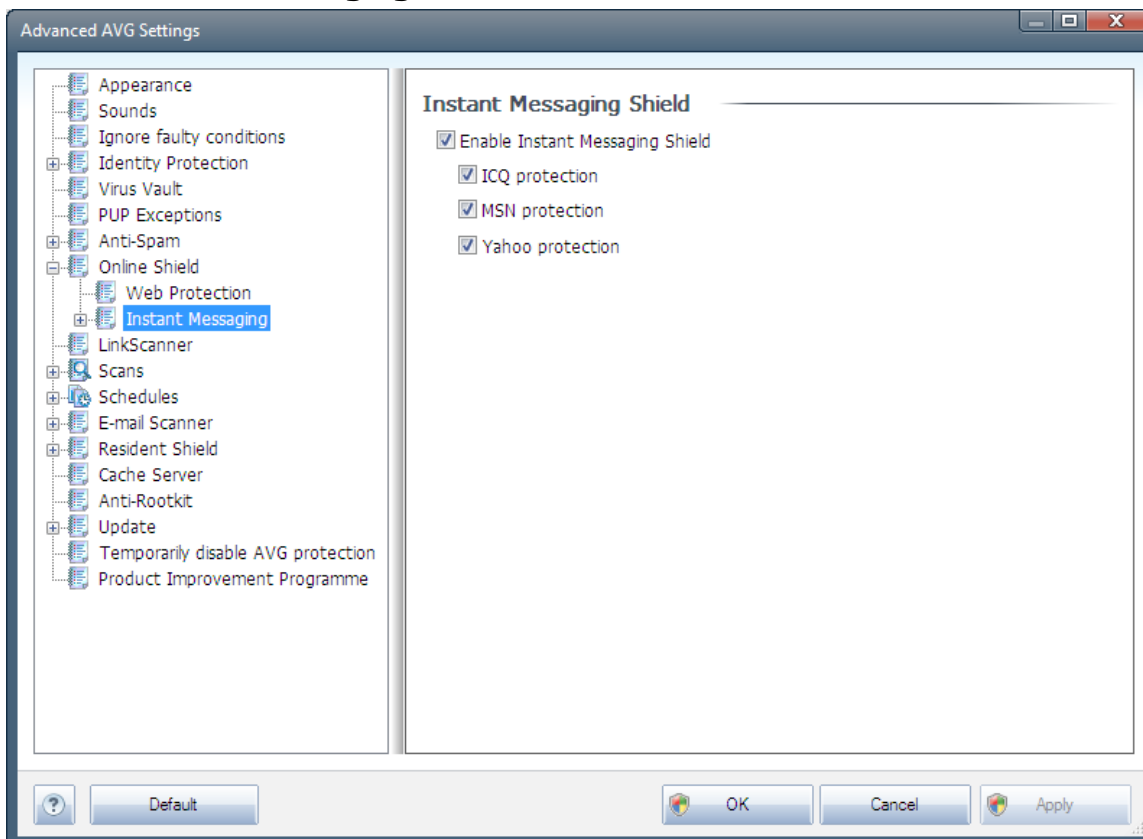 Advanced AVG Settings
Appearance
Sounds
Ignore faulty conditions
Identity Protection
Virus Vault
PUP Exceptions
Anti-Spam
Online Shield
Web Protection
Instant Messaging
LinkScanner
Scans
Schedules
E-mail Scanner
Resident Shield
Cache Server
Anti-Rootkit
Update
Temporarily disable AVG protection
Product Improvement Programme
Instant Messaging Shield
Enable Instant Messaging Shield
ICQ protection
MSN protection
Yahoo protection
?
Default
OK
Cancel
Apply